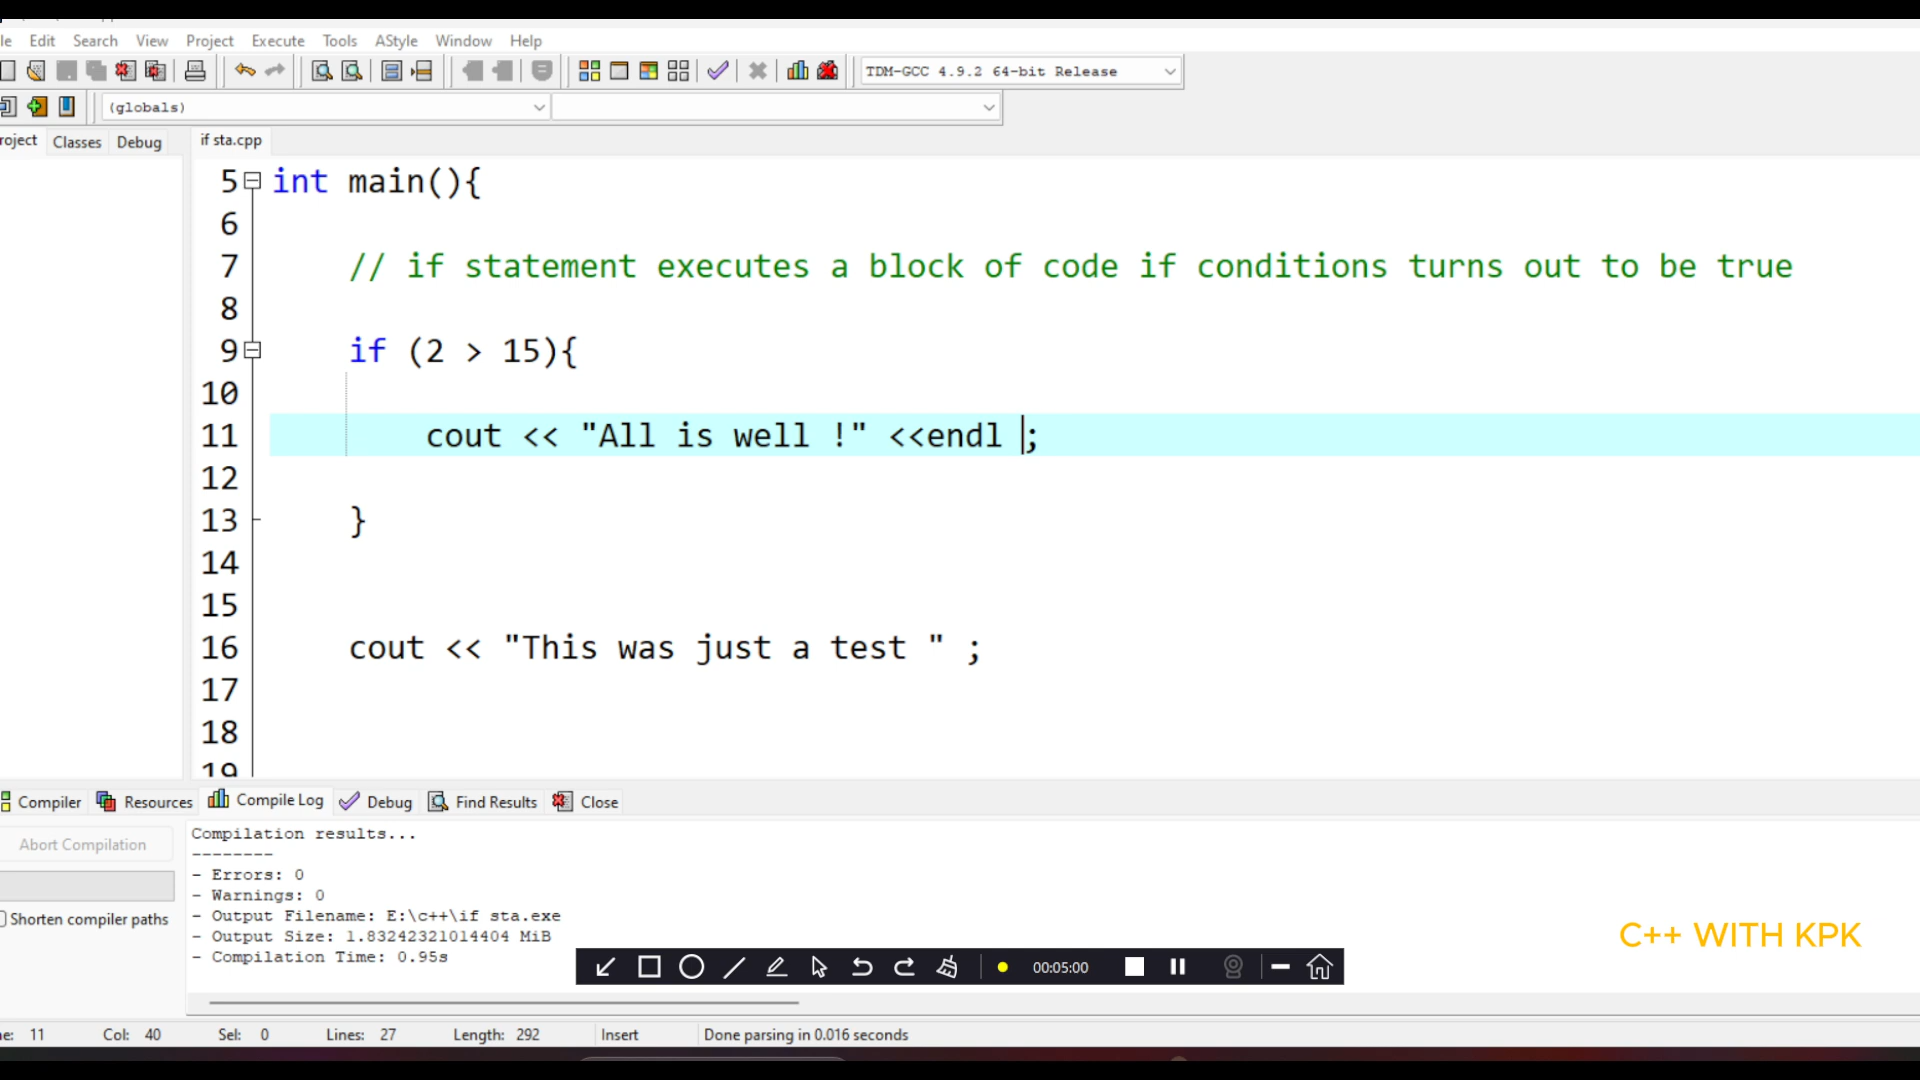 le Edit Search View Project Execute Tools AStyle Window Help
TDM-GCC 4.9.2 64-bit Release
(globals)
roject Classes Debug if sta.cpp
5 int main(){
6
7 // if statement executes a block of code if conditions turns out to be true
8
9 if (2 > 15){
10
11 cout << "All is well !" <<endl ;
12
13 }
14
15
16 cout << "This was just a test " ;
17
18
19
Compiler Resources Compile Log Debug Find Results Close
Abort Compilation
Shorten compiler paths
Compilation results...
--------
- Errors: 0
- Warnings: 0
- Output Filename: E:\c++\if sta.exe
- Output Size: 1.83242321014404 MiB
- Compilation Time: 0.95s
00:05:00
C++ WITH KPK
ne: 11 Col: 40 Sel: 0 Lines: 27 Length: 292 Insert Done parsing in 0.016 seconds